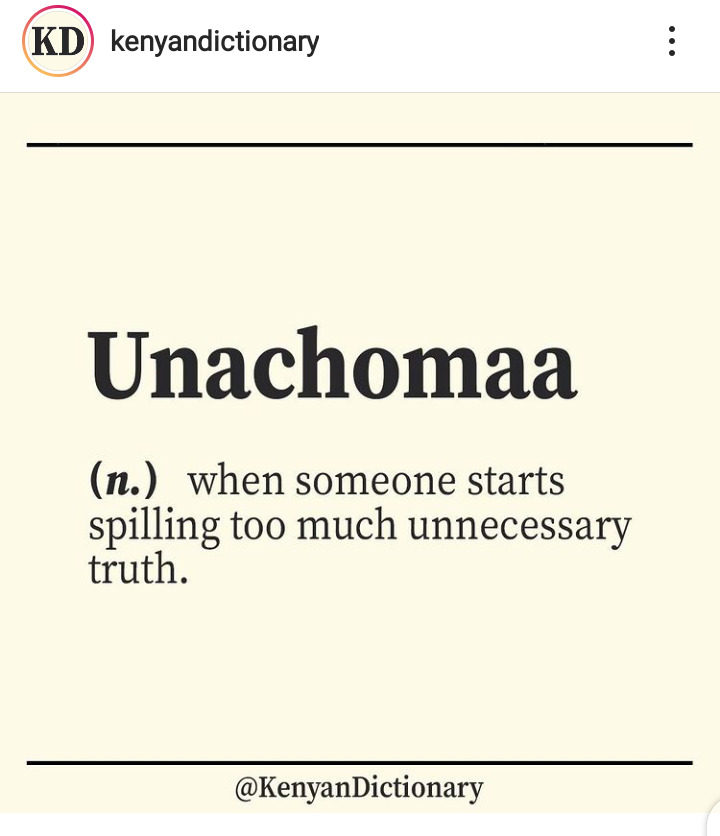 KD kenyandictionary
Unachomaa
(n.) when someone starts
spilling too much unnecessary
truth.
@KenyanDictionary